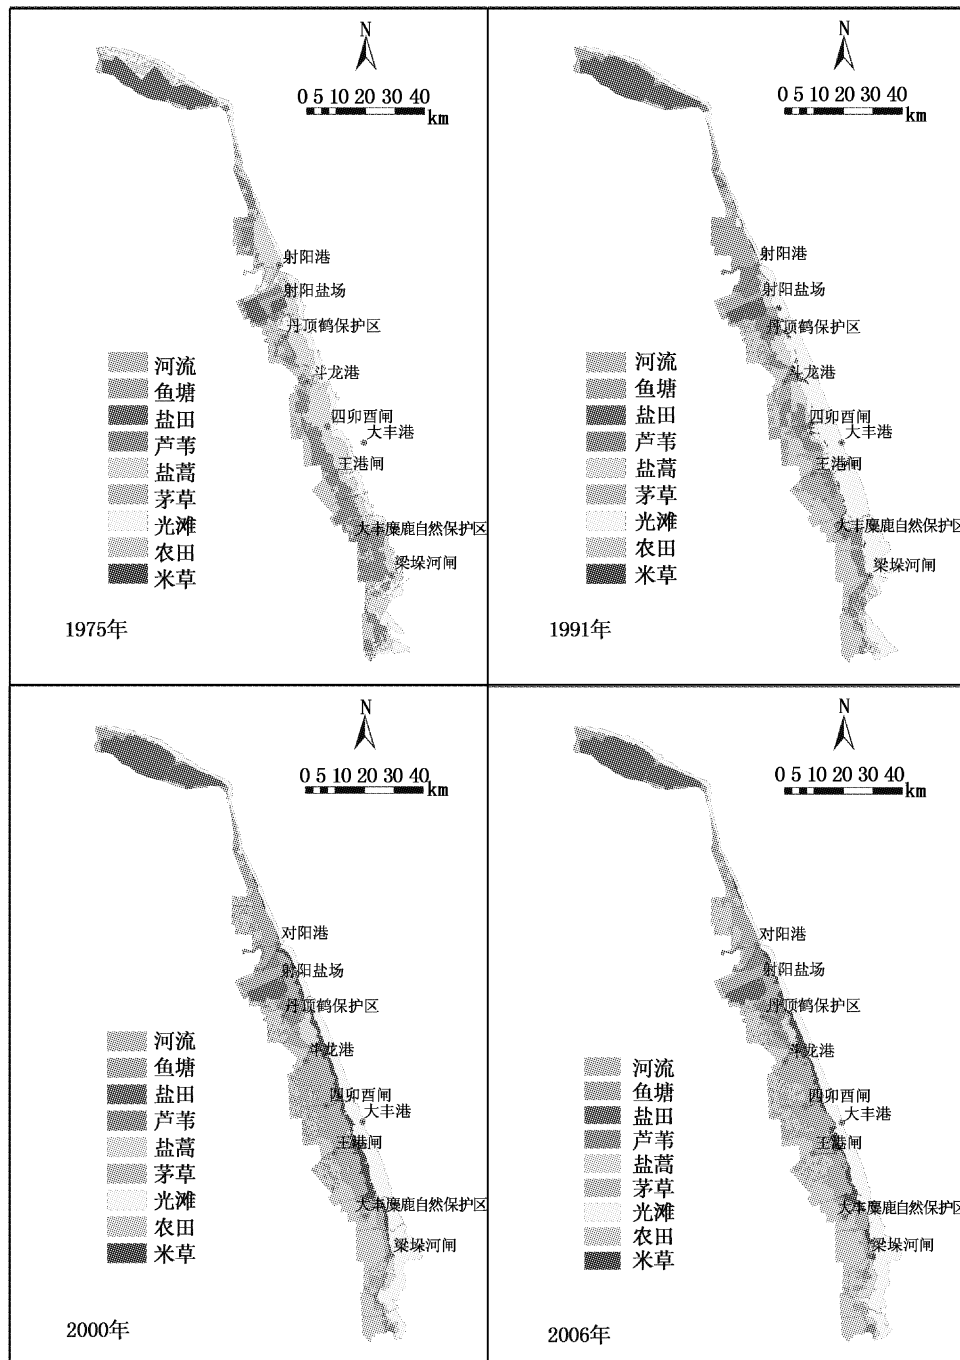 N
0 5 10 20 30 40
km
射阳港
射阳盐场
丹顶鹤保护区
斗龙港
四卯酉闸
大丰港
王港闸
大丰麋鹿自然保护区
梁垛河闸
河流
鱼塘
盐田
芦苇
盐蒿
茅草
光滩
农田
米草
1975年
N
0 5 10 20 30 40
km
射阳港
射阳盐场
丹顶鹤保护区
斗龙港
四卯酉闸
大丰港
王港闸
大丰麋鹿自然保护区
梁垛河闸
河流
鱼塘
盐田
芦苇
盐蒿
茅草
光滩
农田
米草
1991年
N
0 5 10 20 30 40
km
对阳港
射阳盐场
丹顶鹤保护区
斗龙港
四卯酉闸
大丰港
王港闸
大丰麋鹿自然保护区
梁垛河闸
河流
鱼塘
盐田
芦苇
盐蒿
茅草
光滩
农田
米草
2000年
N
0 5 10 20 30 40
km
对阳港
射阳盐场
丹顶鹤保护区
斗龙港
四卯酉闸
大丰港
王港闸
大丰麋鹿自然保护区
梁垛河闸
河流
鱼塘
盐田
芦苇
盐蒿
茅草
光滩
农田
米草
2006年